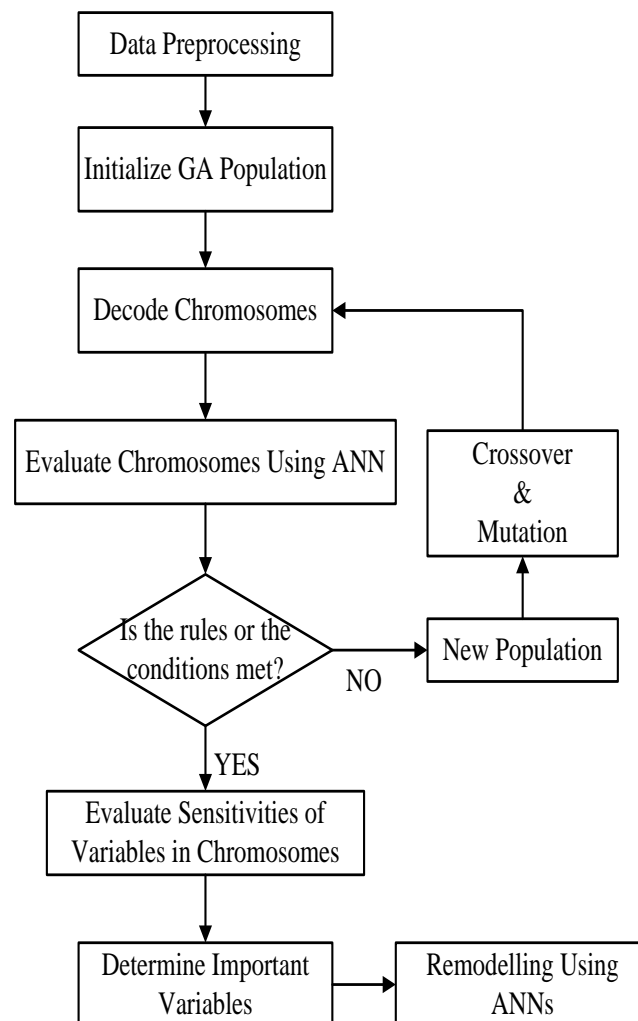 Data Preprocessing
Initialize GA Population
Decode Chromosomes
Evaluate Chromosomes Using ANN
Crossover
&
Mutation
Is the rules or the
conditions met?
NO
New Population
YES
Evaluate Sensitivities of
Variables in Chromosomes
Determine Important
Variables
Remodelling Using
ANNs